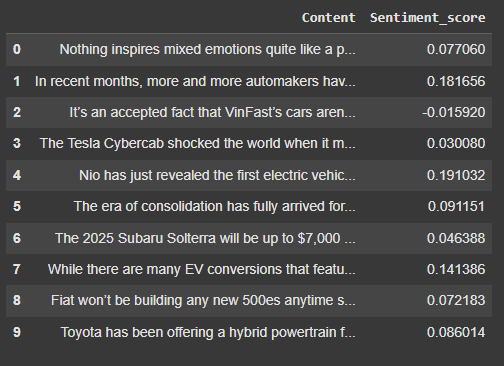 Content Sentiment_score
0 Nothing inspires mixed emotions quite like a p... 0.077060
1 In recent months, more and more automakers hav... 0.181656
2 It’s an accepted fact that VinFast’s cars aren... -0.015920
3 The Tesla Cybercab shocked the world when it m... 0.030080
4 Nio has just revealed the first electric vehic... 0.191032
5 The era of consolidation has fully arrived for... 0.091151
6 The 2025 Subaru Solterra will be up to $7,000 ... 0.046388
7 While there are many EV conversions that featu... 0.141386
8 Fiat won’t be building any new 500es anytime s... 0.072183
9 Toyota has been offering a hybrid powertrain f... 0.086014